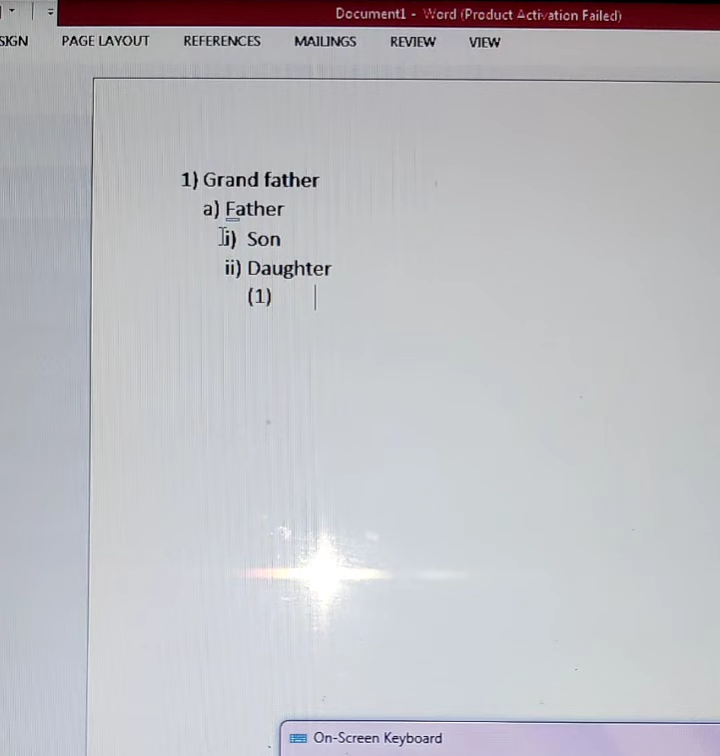 Document1 - Word (Product Activation Failed)
SIGN PAGE LAYOUT REFERENCES MAILINGS REVIEW VIEW
1) Grand father
a) Father
i) Son
ii) Daughter
(1)
On-Screen Keyboard